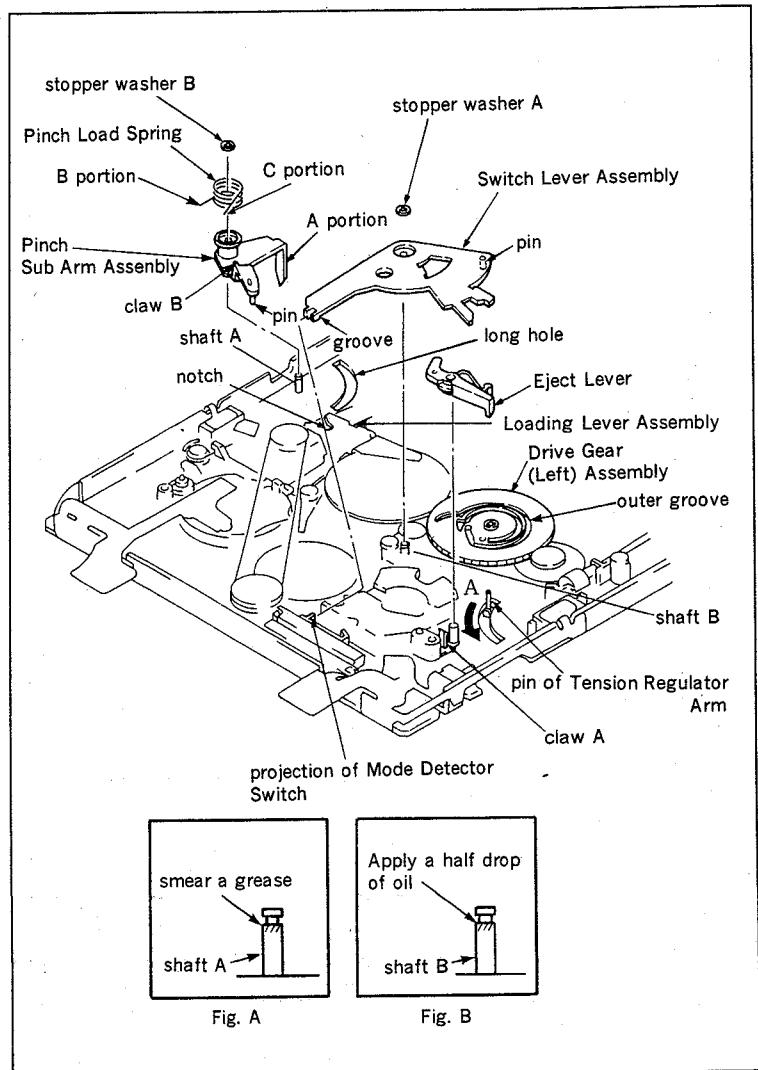 stopper washer B
stopper washer A
Pinch Load Spring
C portion
B portion
Switch Lever Assembly
A portion
pin
Pinch
Sub Arm Assembly
claw B
pin
shaft A
groove
long hole
notch
Eject Lever
Loading Lever Assembly
Drive Gear
(Left) Assembly
outer groove
A
shaft B
pin of Tension Regulator
Arm
claw A
projection of Mode Detector
Switch
smear a grease
shaft A
Fig. A
Apply a half drop
of oil
shaft B
Fig. B